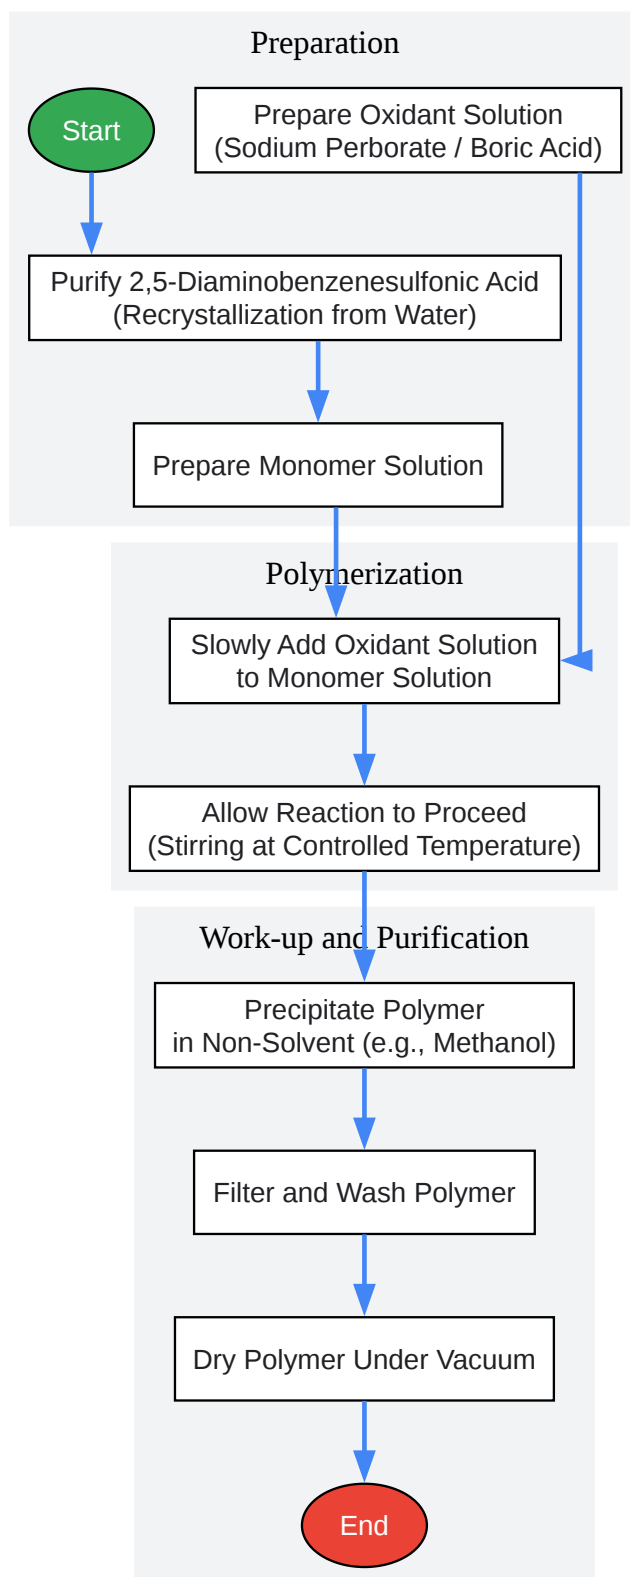 Preparation
Start
Prepare Oxidant Solution
(Sodium Perborate / Boric Acid)
Purify 2,5-Diaminobenzenesulfonic Acid
(Recrystallization from Water)
Prepare Monomer Solution
Polymerization
Slowly Add Oxidant Solution
to Monomer Solution
Allow Reaction to Proceed
(Stirring at Controlled Temperature)
Work-up and Purification
Precipitate Polymer
in Non-Solvent (e.g., Methanol)
Filter and Wash Polymer
Dry Polymer Under Vacuum
End